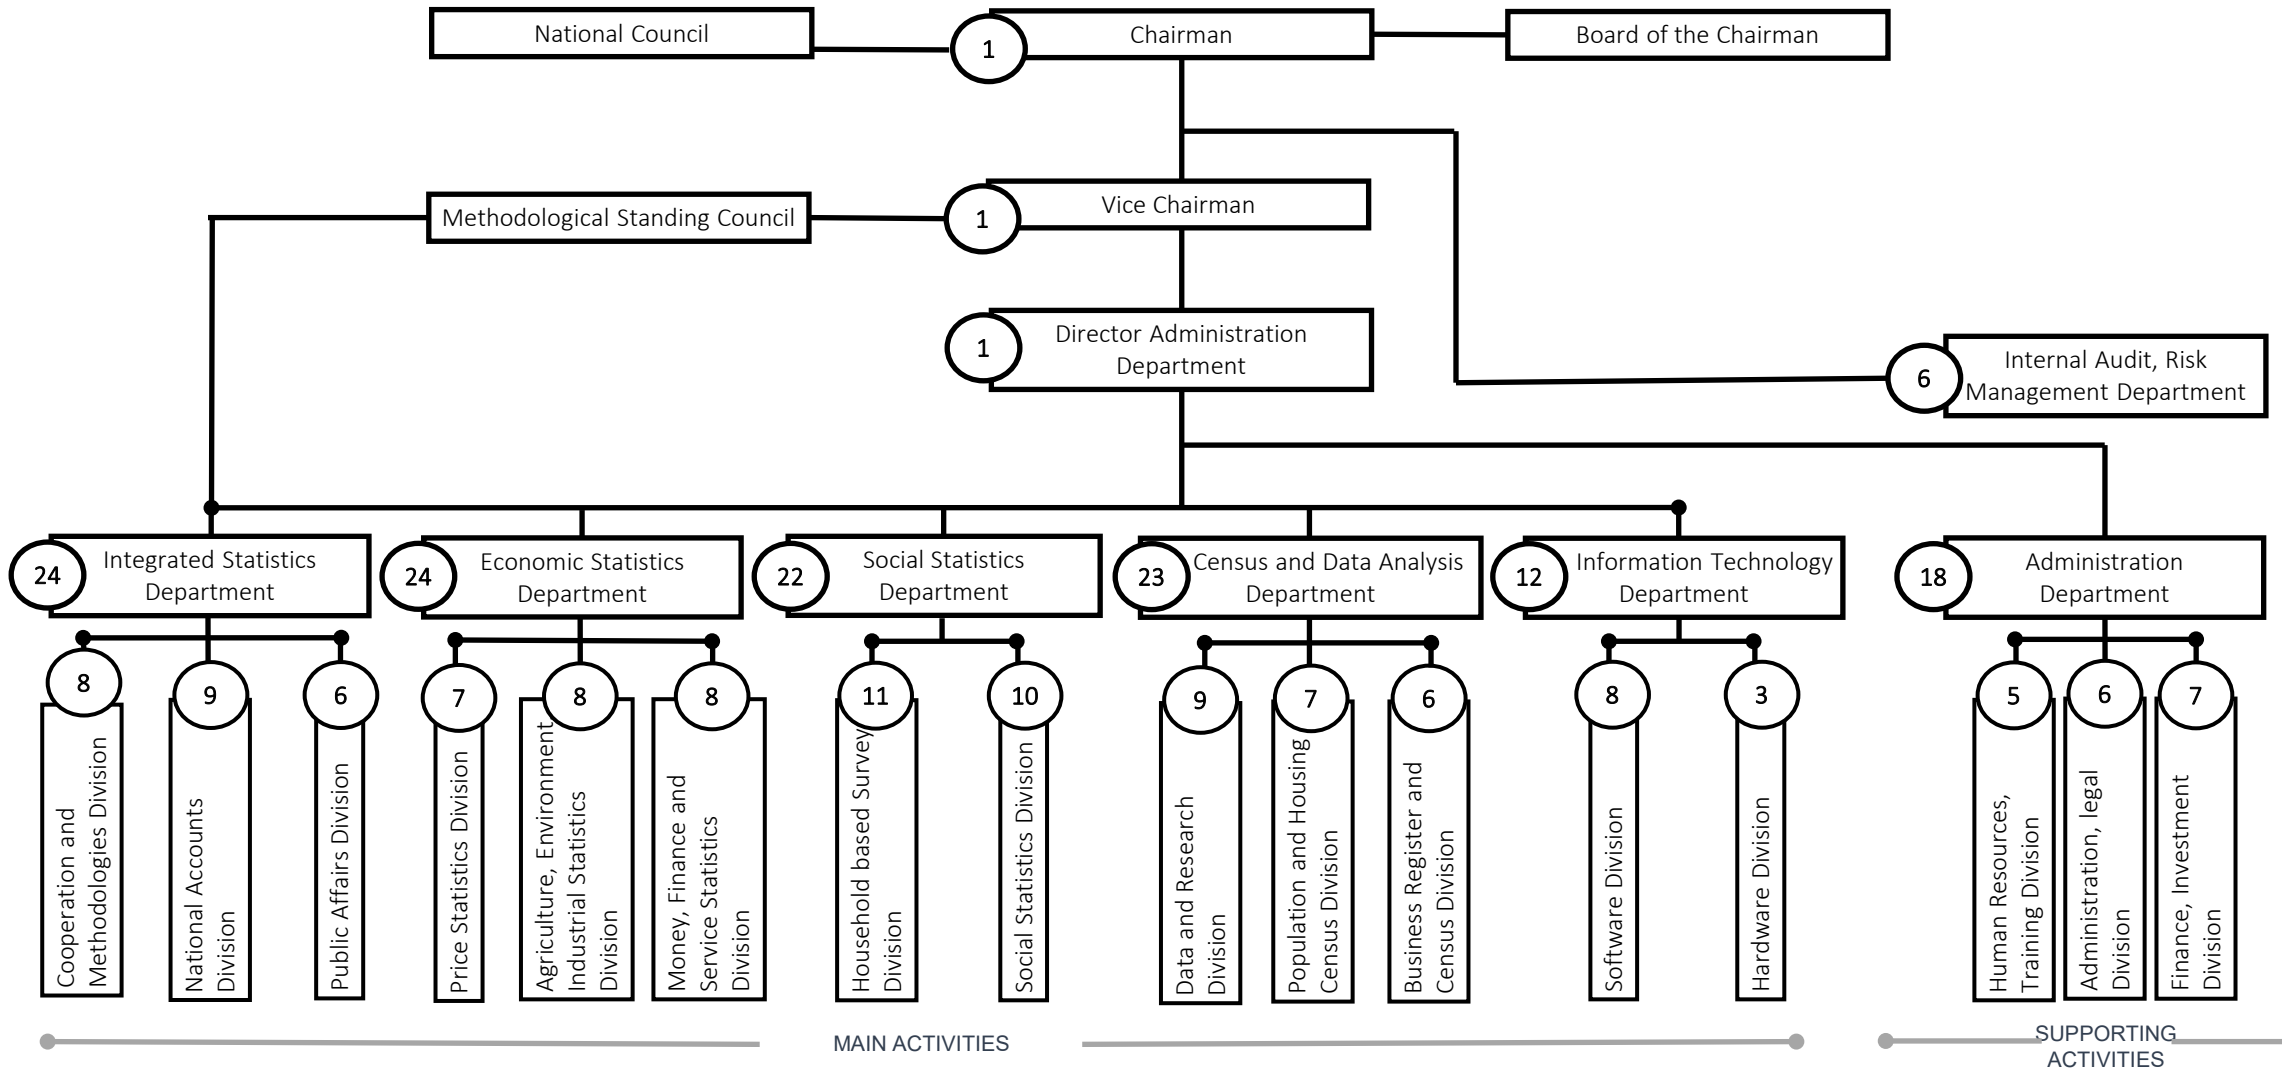 National Council
1
Chairman
Board of the Chairman
Methodological Standing Council
1
Vice Chairman
1
Director Administration
Department
6
Internal Audit, Risk
Management Department
24
Integrated Statistics
Department
24
Economic Statistics
Department
22
Social Statistics
Department
23
Census and Data Analysis
Department
12
Information Technology
Department
18
Administration
Department
8
Cooperation and
Methodologies Division
9
National Accounts
Division
6
Public Affairs Division
7
Price Statistics Division
8
Agriculture, Environment,
Industrial Statistics
Division
8
Money, Finance and
Service Statistics
Division
11
Household based Survey
Division
10
Social Statistics Division
9
Data and Research
Division
7
Population and Housing
Census Division
6
Business Register and
Census Division
8
Software Division
3
Hardware Division
5
Human Resources,
Training Division
6
Administration, legal
Division
7
Finance, Investment
Division
MAIN ACTIVITIES
SUPPORTING
ACTIVITIES